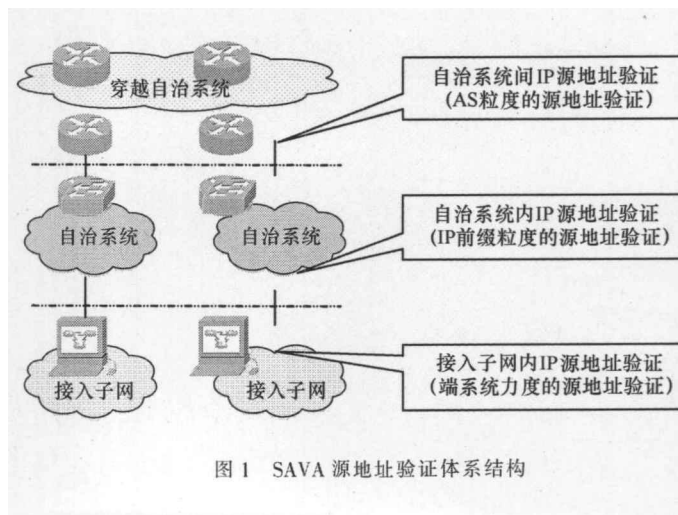 穿越自治系统
自治系统间IP源地址验证
(AS粒度的源地址验证)
自治系统
自治系统
自治系统内IP源地址验证
(IP前缀粒度的源地址验证)
接入子网
接入子网
接入子网内IP源地址验证
(端系统力度的源地址验证)
图 1 SAVA 源地址验证体系结构